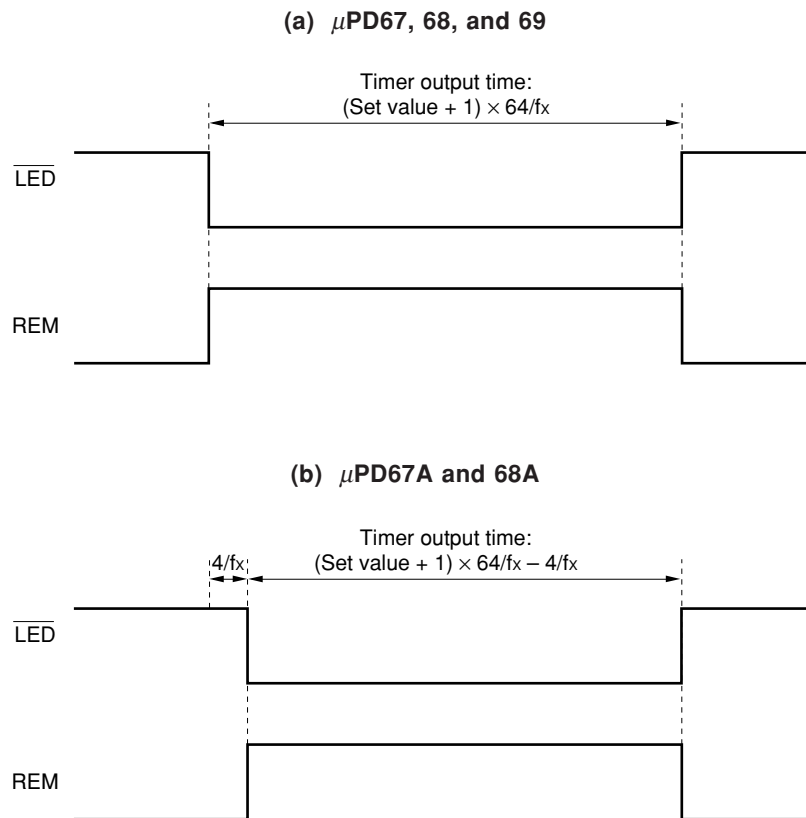 (a) μPD67, 68, and 69
Timer output time:
(Set value + 1) × 64/fx
LED
REM
(b) μPD67A and 68A
Timer output time:
4/fx
(Set value + 1) × 64/fx – 4/fx
LED
REM